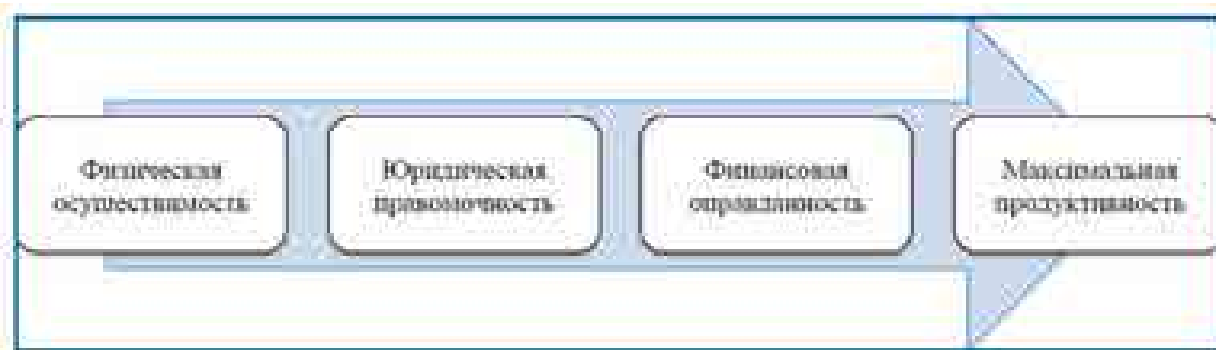 Физическая
осуществимость
Юридическая
правомочность
Финансовая
оправданность
Максимальная
продуктивность